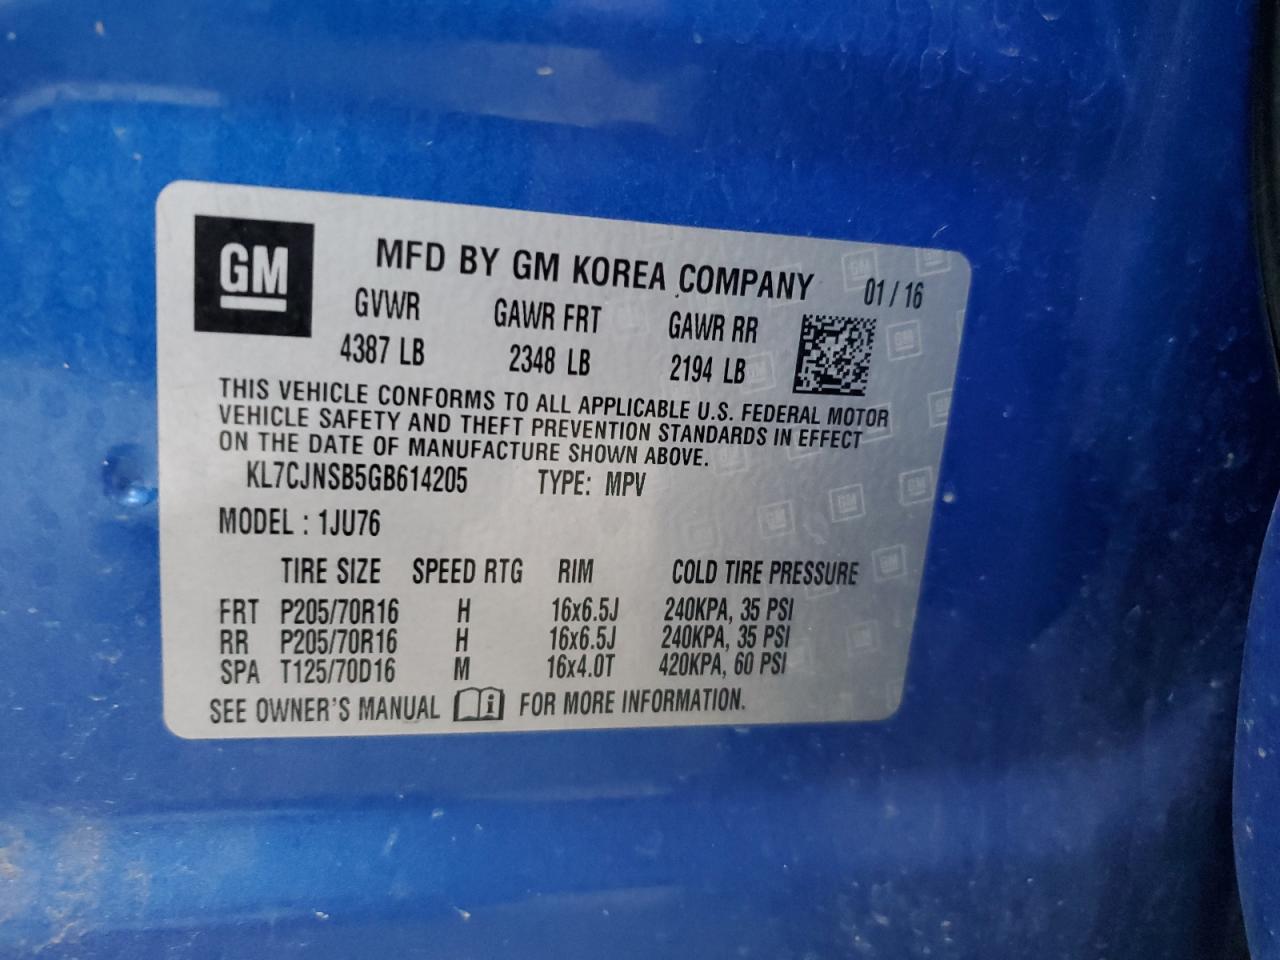 GM
MFD BY GM KOREA COMPANY 01 / 16
GVWR GAWR FRT GAWR RR
4387 LB 2348 LB 2194 LB
THIS VEHICLE CONFORMS TO ALL APPLICABLE U.S. FEDERAL MOTOR
VEHICLE SAFETY AND THEFT PREVENTION STANDARDS IN EFFECT
ON THE DATE OF MANUFACTURE SHOWN ABOVE.
KL7CJNSB5GB614205 TYPE: MPV
MODEL : 1JU76
TIRE SIZE SPEED RTG RIM COLD TIRE PRESSURE
FRT P205/70R16 H 16x6.5J 240KPA, 35 PSI
RR P205/70R16 H 16x6.5J 240KPA, 35 PSI
SPA T125/70D16 M 16x4.0T 420KPA, 60 PSI
SEE OWNER'S MANUAL i FOR MORE INFORMATION.